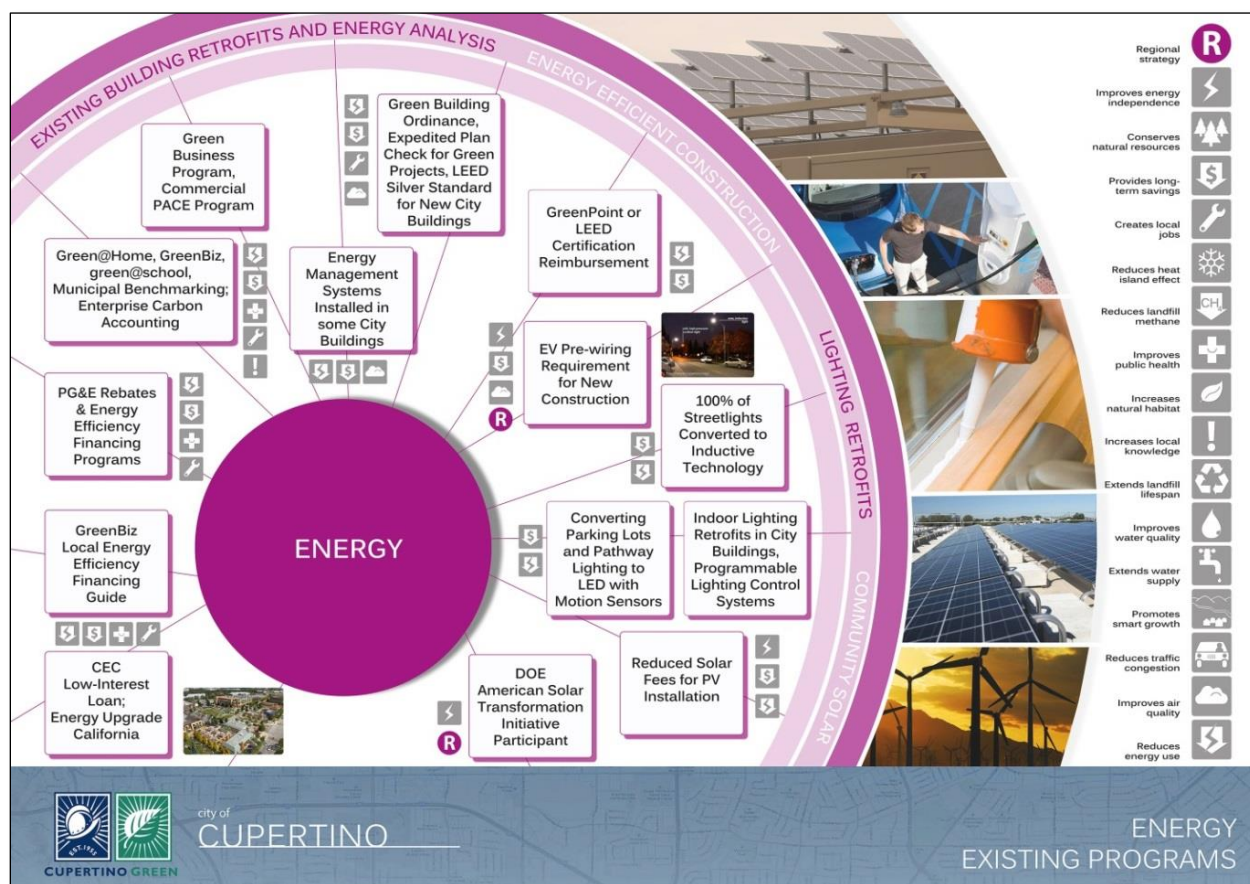 EXISTING BUILDING RETROFITS AND ENERGY ANALYSIS
ENERGY EFFICIENT CONSTRUCTION
LIGHTING RETROFITS
COMMUNITY SOLAR
Green
Business
Program,
Commercial
PACE Program
Green Building
Ordinance,
Expedited Plan
Check for Green
Projects, LEED
Silver Standard
for New City
Buildings
Green@Home, GreenBiz,
green@school,
Municipal Benchmarking;
Enterprise Carbon
Accounting
Energy
Management
Systems
Installed in
some City
Buildings
GreenPoint or
LEED
Certification
Reimbursement
EV Pre-wiring
Requirement
for New
Construction
R
PG&E Rebates
& Energy
Efficiency
Financing
Programs
100% of
Streetlights
Converted to
Inductive
Technology
ENERGY
GreenBiz
Local Energy
Efficiency
Financing
Guide
Converting
Parking Lots
and Pathway
Lighting to
LED with
Motion Sensors
Indoor Lighting
Retrofits in City
Buildings,
Programmable
Lighting Control
Systems
CEC
Low-Interest
Loan;
Energy Upgrade
California
DOE
American Solar
Transformation
Initiative
Participant
R
Reduced Solar
Fees for PV
Installation
Regional
strategy
R
Improves energy
independence
Conserves
natural resources
Provides long-
term savings
Creates local
jobs
Reduces heat
island effect
Reduces landfill
methane
CH4
Improves
public health
Increases
natural habitat
Increases local
knowledge
Extends landfill
lifespan
Improves
water quality
Extends water
supply
Promotes
smart growth
Reduces traffic
congestion
Improves air
quality
Reduces
energy use
EST.1955
CUPERTINO GREEN
city of
CUPERTINO
ENERGY
EXISTING PROGRAMS